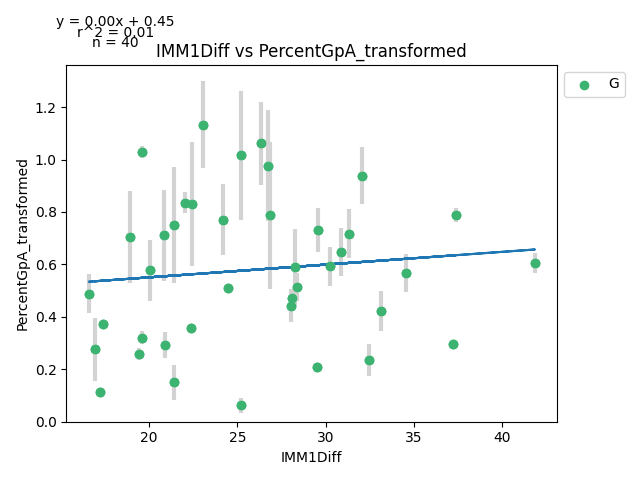 y = 0.00x + 0.45
r^2 = 0.01
n = 40
IMM1Diff vs PercentGpA_transformed
G
1.2
1.0
0.8
0.6
0.4
0.2
0.0
PercentGpA_transformed
20 25 30 35 40
IMM1Diff